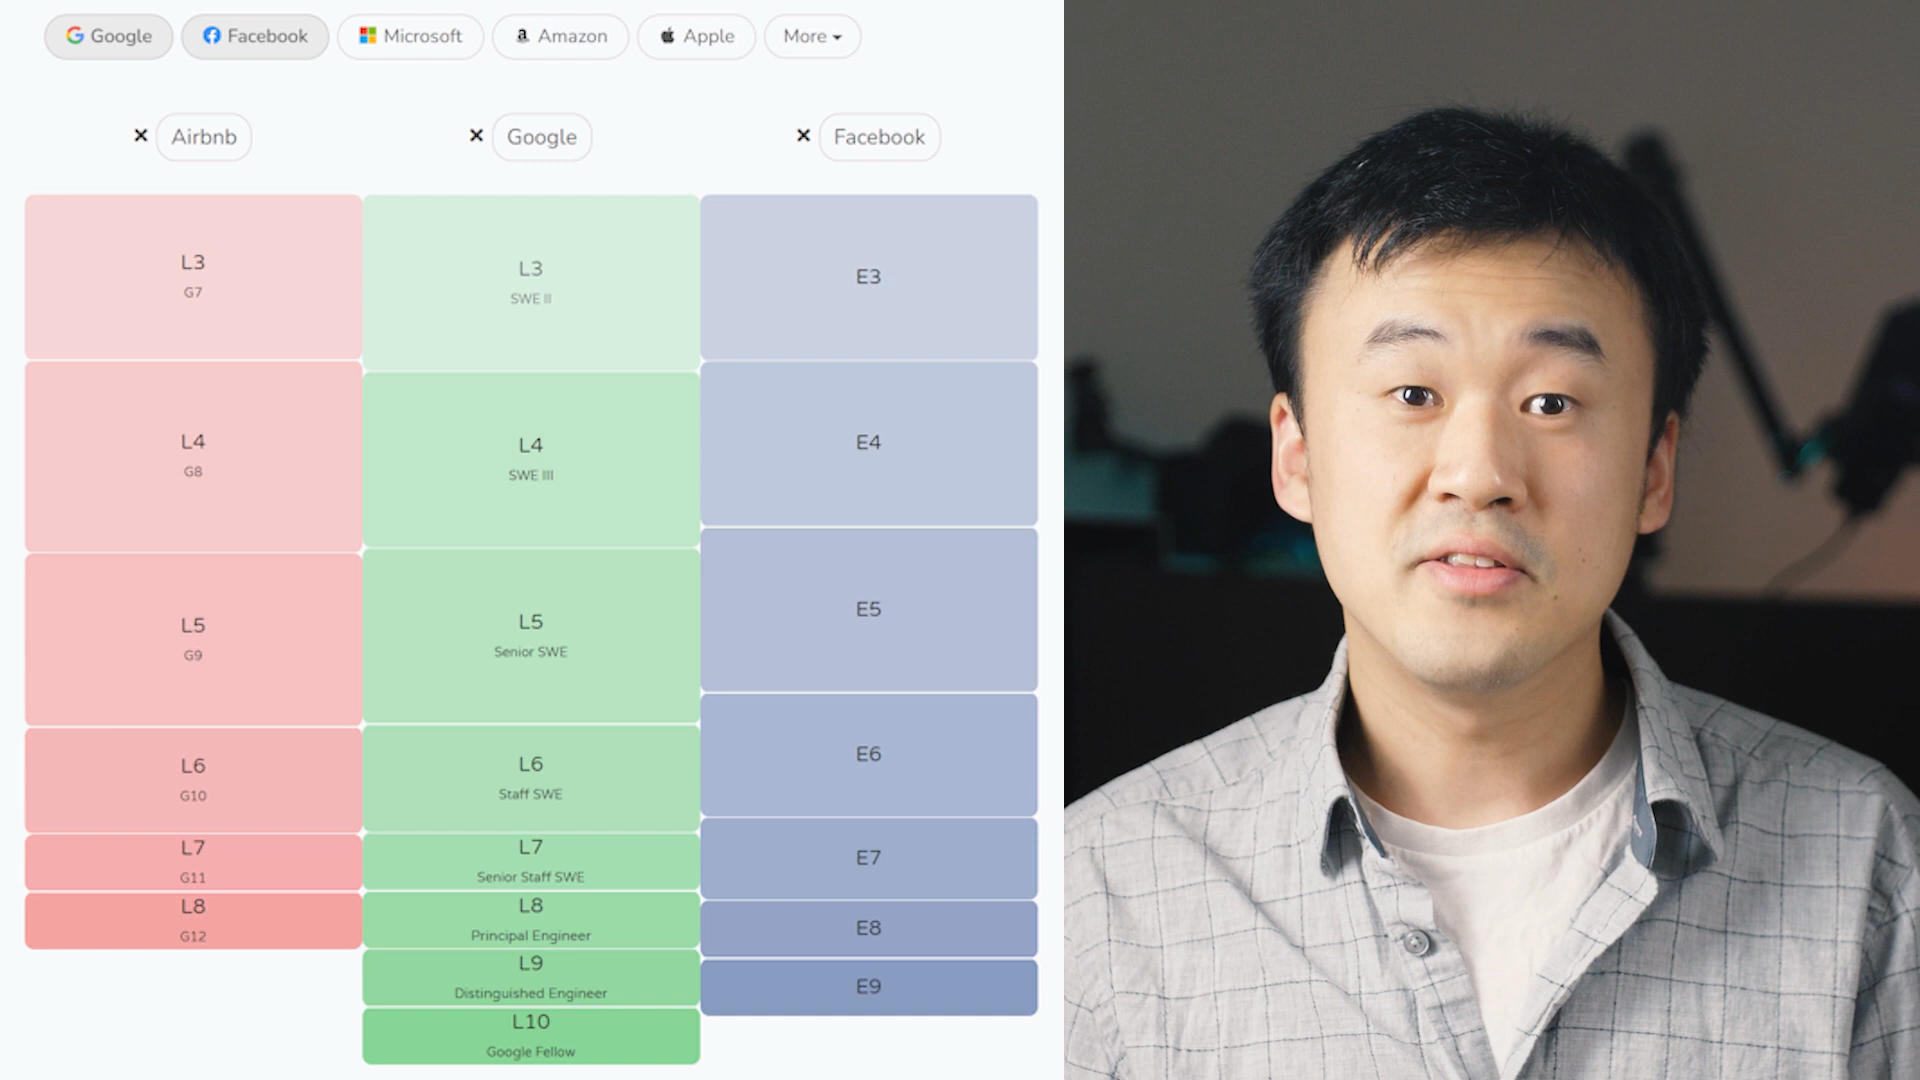 Google Facebook Microsoft Amazon Apple More
× Airbnb × Google × Facebook
L3
G7
L4
G8
L5
G9
L6
G10
L7
G11
L8
G12
L3
SWE II
L4
SWE III
L5
Senior SWE
L6
Staff SWE
L7
Senior Staff SWE
L8
Principal Engineer
L9
Distinguished Engineer
L10
Google Fellow
E3
E4
E5
E6
E7
E8
E9